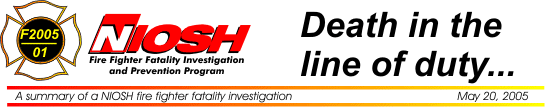 F2005
01
NIOSH
Fire Fighter Fatality Investigation
and Prevention Program
Death in the
line of duty...
A summary of a NIOSH fire fighter fatality investigation
May 20, 2005